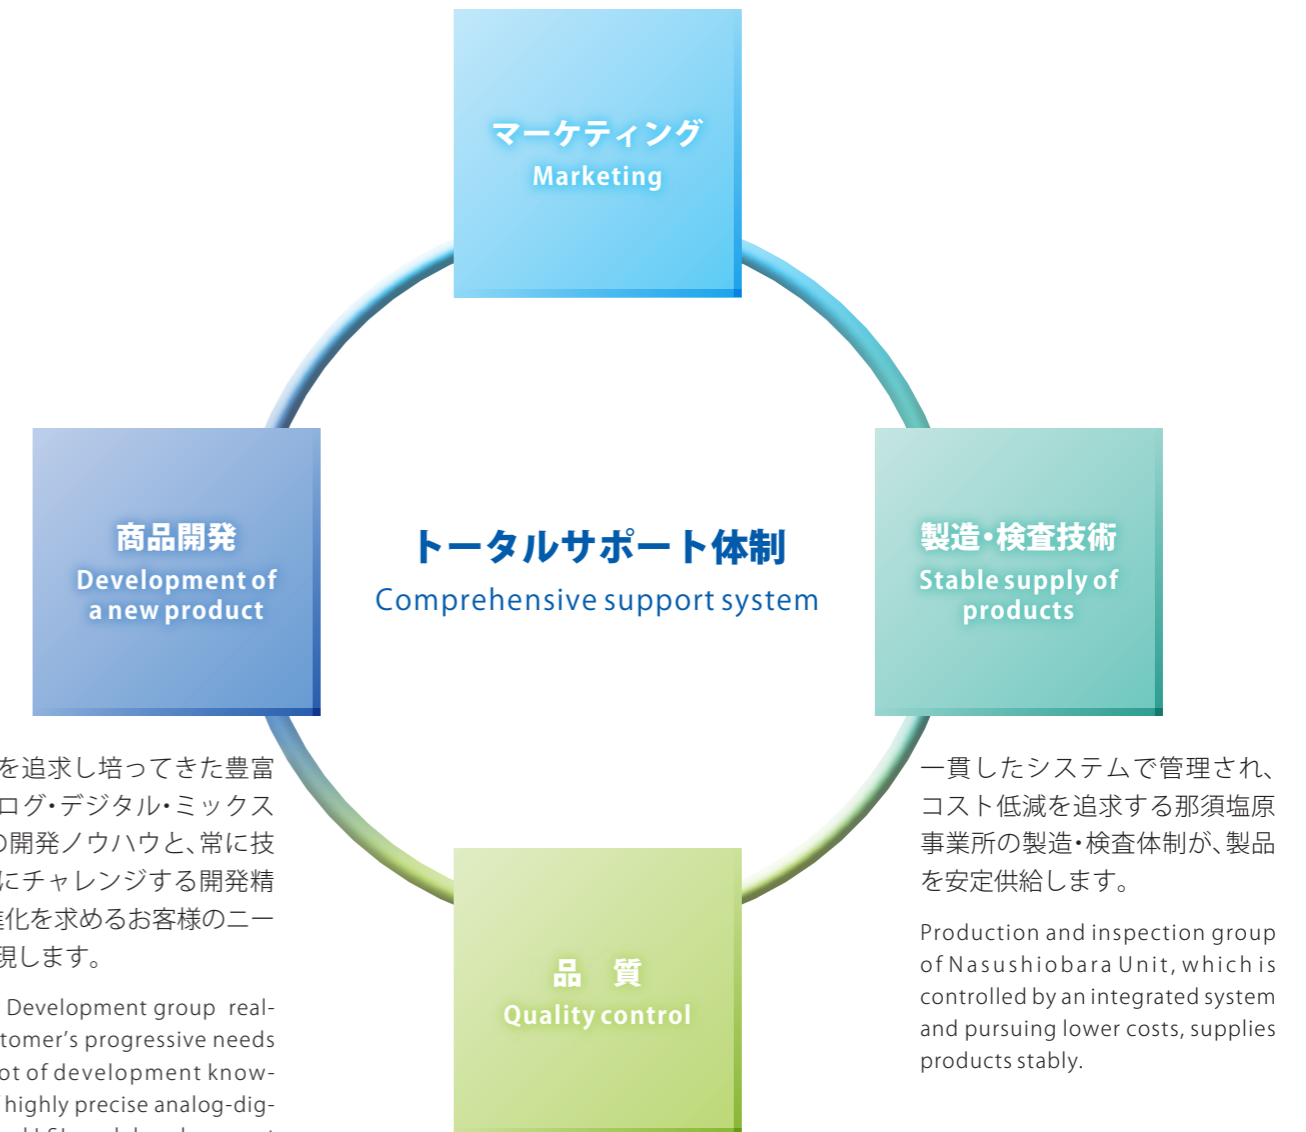 マーケティング
Marketing
商品開発
Development of
a new product
トータルサポート体制
Comprehensive support system
製造・検査技術
Stable supply of
products
を追求し培ってきた豊富
ログ・デジタル・ミックス
の開発ノウハウと、常に技
にチャレンジする開発精
進化を求めるお客様のニー
現します。
Development group real-
tomer’s progressive needs
ot of development know-
highly precise analog-dig-
品　質
Quality control
一貫したシステムで管理され、
コスト低減を追求する那須塩原
事業所の製造・検査体制が、製品
を安定供給します。
Production and inspection group
of Nasushiobara Unit, which is
controlled by an integrated system
and pursuing lower costs, supplies
products stably.